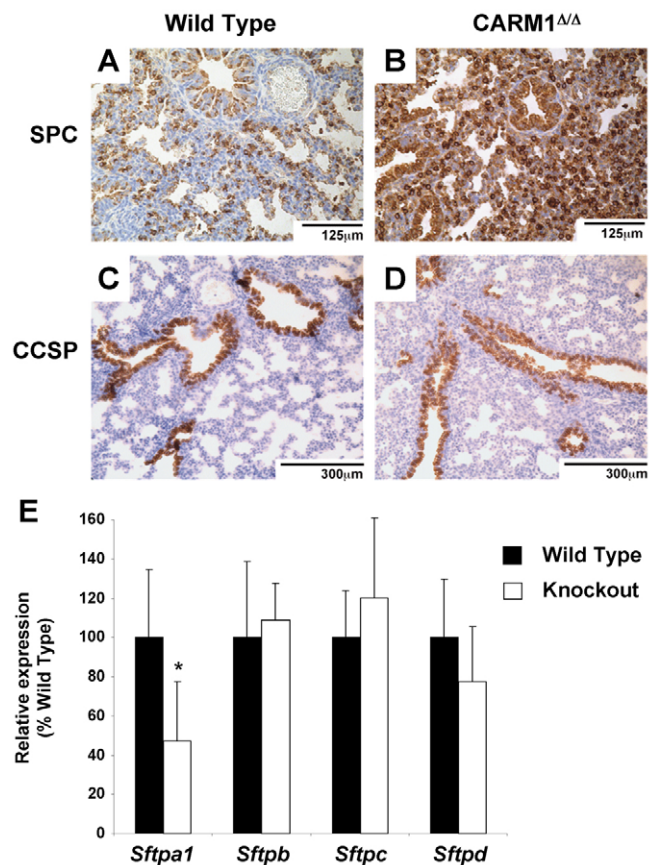 Wild Type
CARM1Δ/Δ
A
B
SPC
125μm
125μm
C
D
CCSP
300μm
300μm
E
160
140
120
100
80
60
40
20
0
Relative expression
(% Wild Type)
*
Wild Type
Knockout
Sftpa1
Sftpb
Sftpc
Sftpd